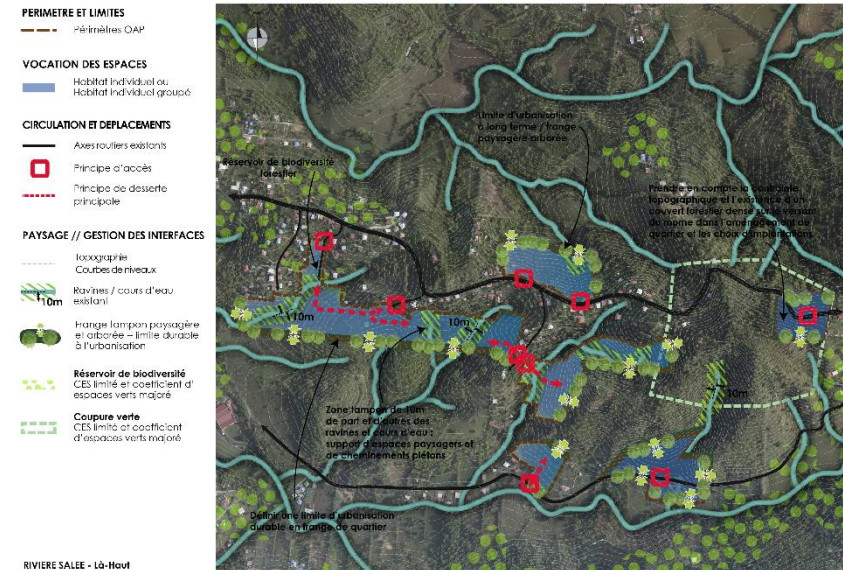 PERIMETRE ET LIMITES
Périmètres OAP
VOCATION DES ESPACES
Habitat individuel ou
Habitat individuel groupé
CIRCULATION ET DEPLACEMENTS
Axes routiers existants
Principe d'accès
Principe de desserte
principale
PAYSAGE // GESTION DES INTERFACES
Topographie
Courbes de niveaux
Ravines / cours d'eau
existant
10m
Frange tampon paysagère
et arborée – limite durable
à l'urbanisation
Réservoir de biodiversité
CES limité et coefficient d'
espaces verts majoré
Coupure verte
CES limité et coefficient
d'espaces verts majoré
RIVIERE SALEE - Là-Haut
Limite d'urbanisation
à long terme / frange
paysagère arborée
Réservoir de biodiversité
forestier
Prendre en compte la contrainte
topographique et l'existence d'un
couvert forestier dense sur le versant
du morne dans l'aménagement du
quartier et les choix d'implantations
10m
10m
10m
Zone tampon de 10m
de part et d'autres des
ravines et cours d'eau :
support d'espaces paysagers et
de cheminements piétons
Définir une limite d'urbanisation
durable en frange de quartier